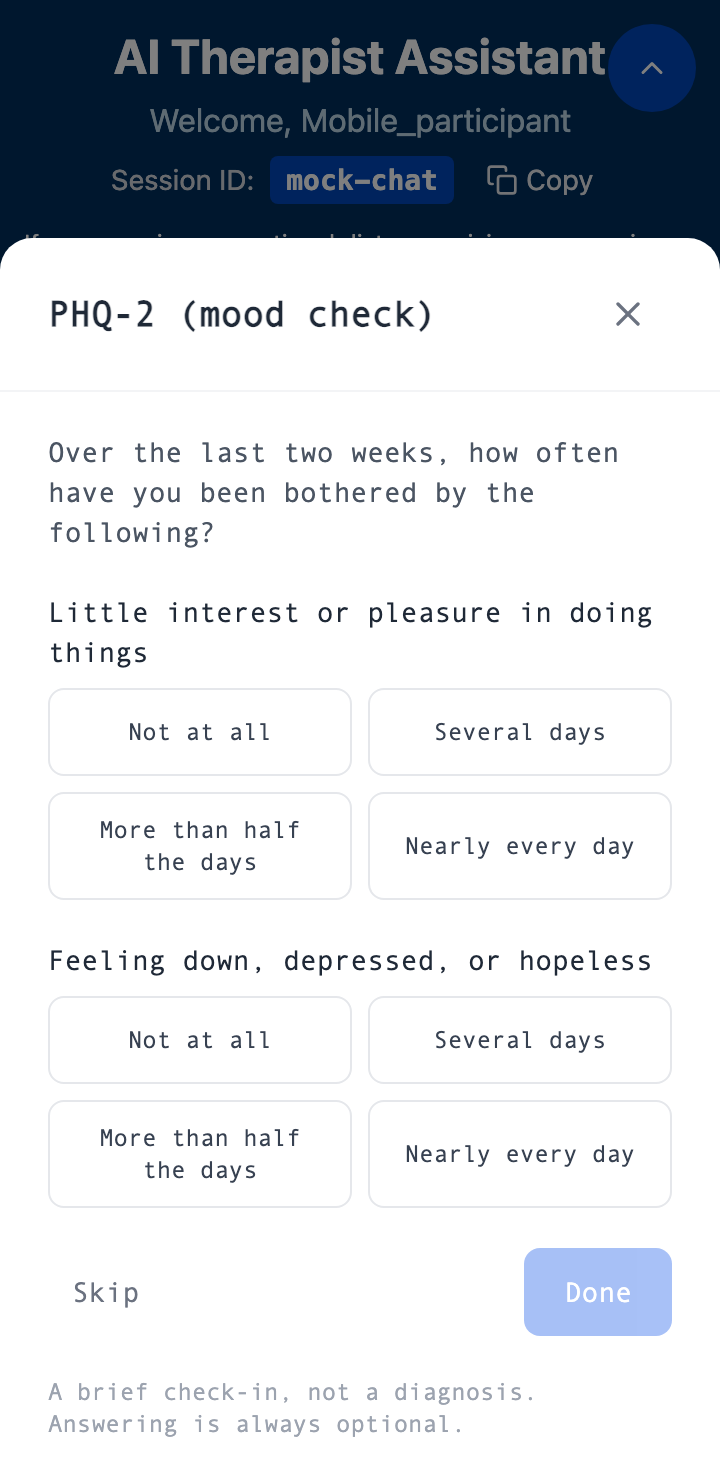 AI Therapist Assistant
Welcome, Mobile_participant
Session ID: mock-chat Copy
PHQ-2 (mood check)
Over the last two weeks, how often
have you been bothered by the
following?
Little interest or pleasure in doing
things
Not at all
Several days
More than half
the days
Nearly every day
Feeling down, depressed, or hopeless
Not at all
Several days
More than half
the days
Nearly every day
Skip
Done
A brief check-in, not a diagnosis.
Answering is always optional.